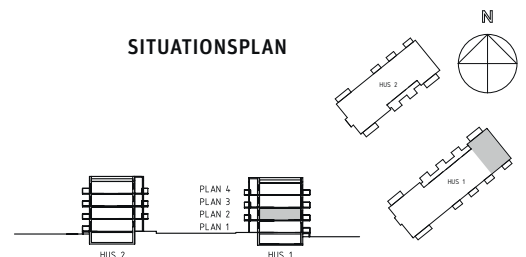 N
SITUATIONSPLAN
HUS 2
HUS 1
PLAN 4
PLAN 3
PLAN 2
PLAN 1
HUS 2
HUS 1